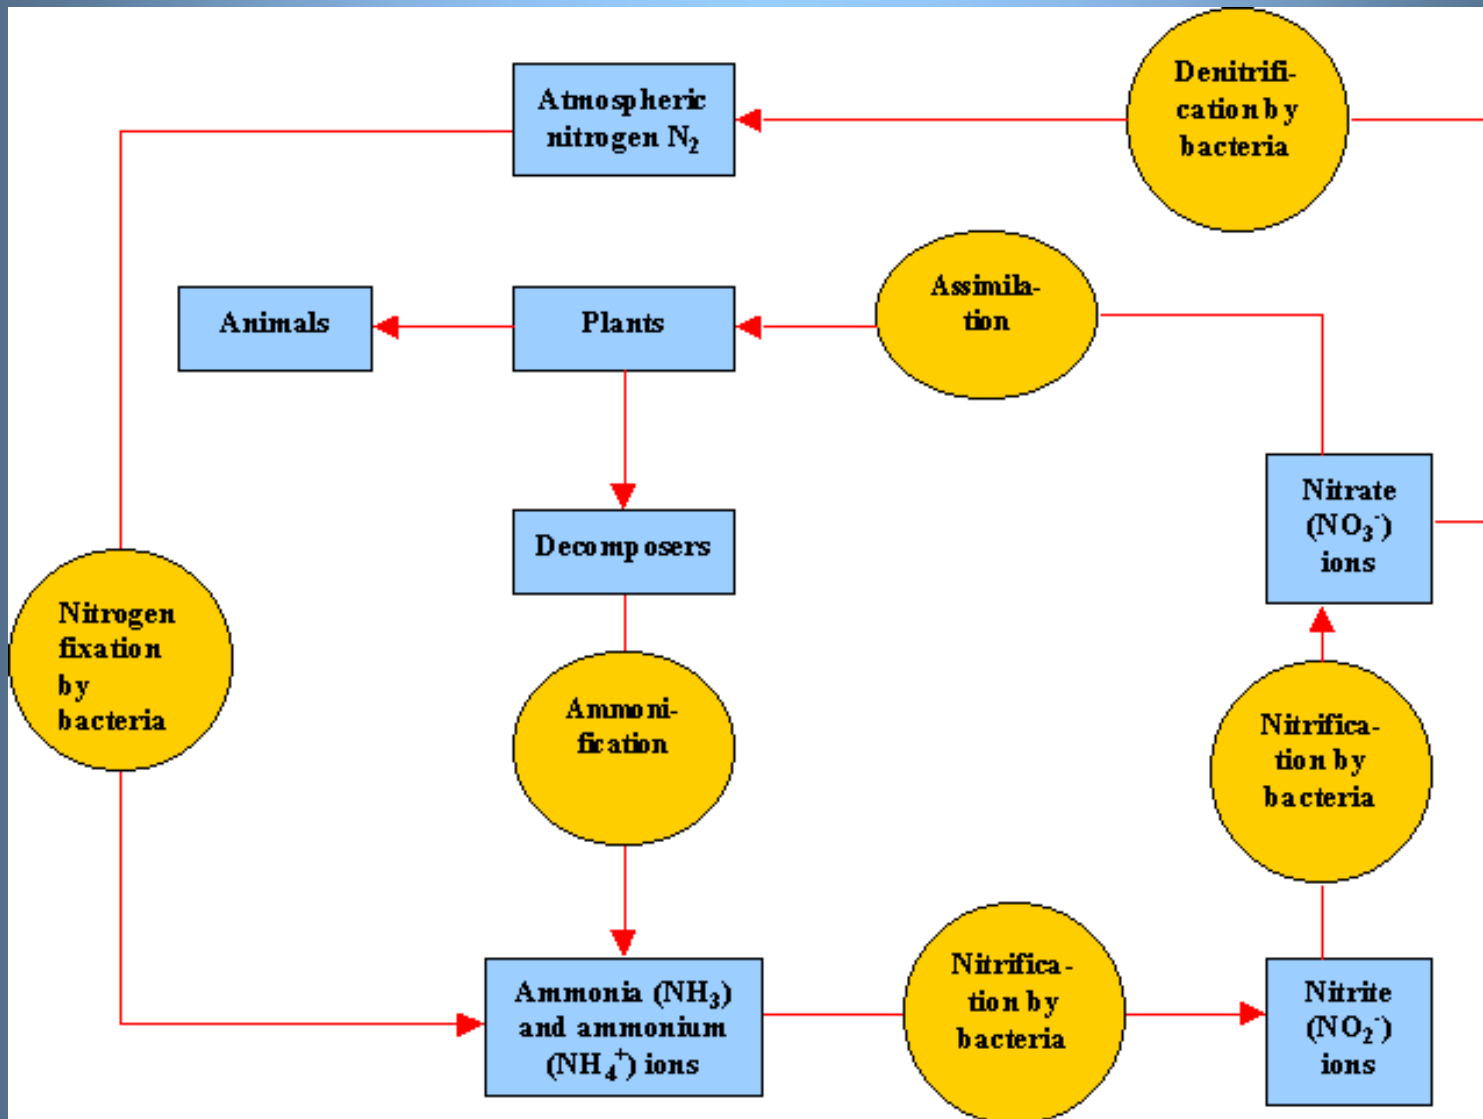 Denitrifi-
cation by
bacteria
Atmospheric
nitrogen N₂
Assimila-
tion
Animals
Plants
Nitrate
(NO₃⁻)
ions
Decomposers
Nitrogen
fixation
by
bacteria
Ammoni-
fication
Nitrifica-
tion by
bacteria
Nitrifica-
tion by
bacteria
Ammonia (NH₃)
and ammonium
(NH₄⁺) ions
Nitrite
(NO₂⁻)
ions